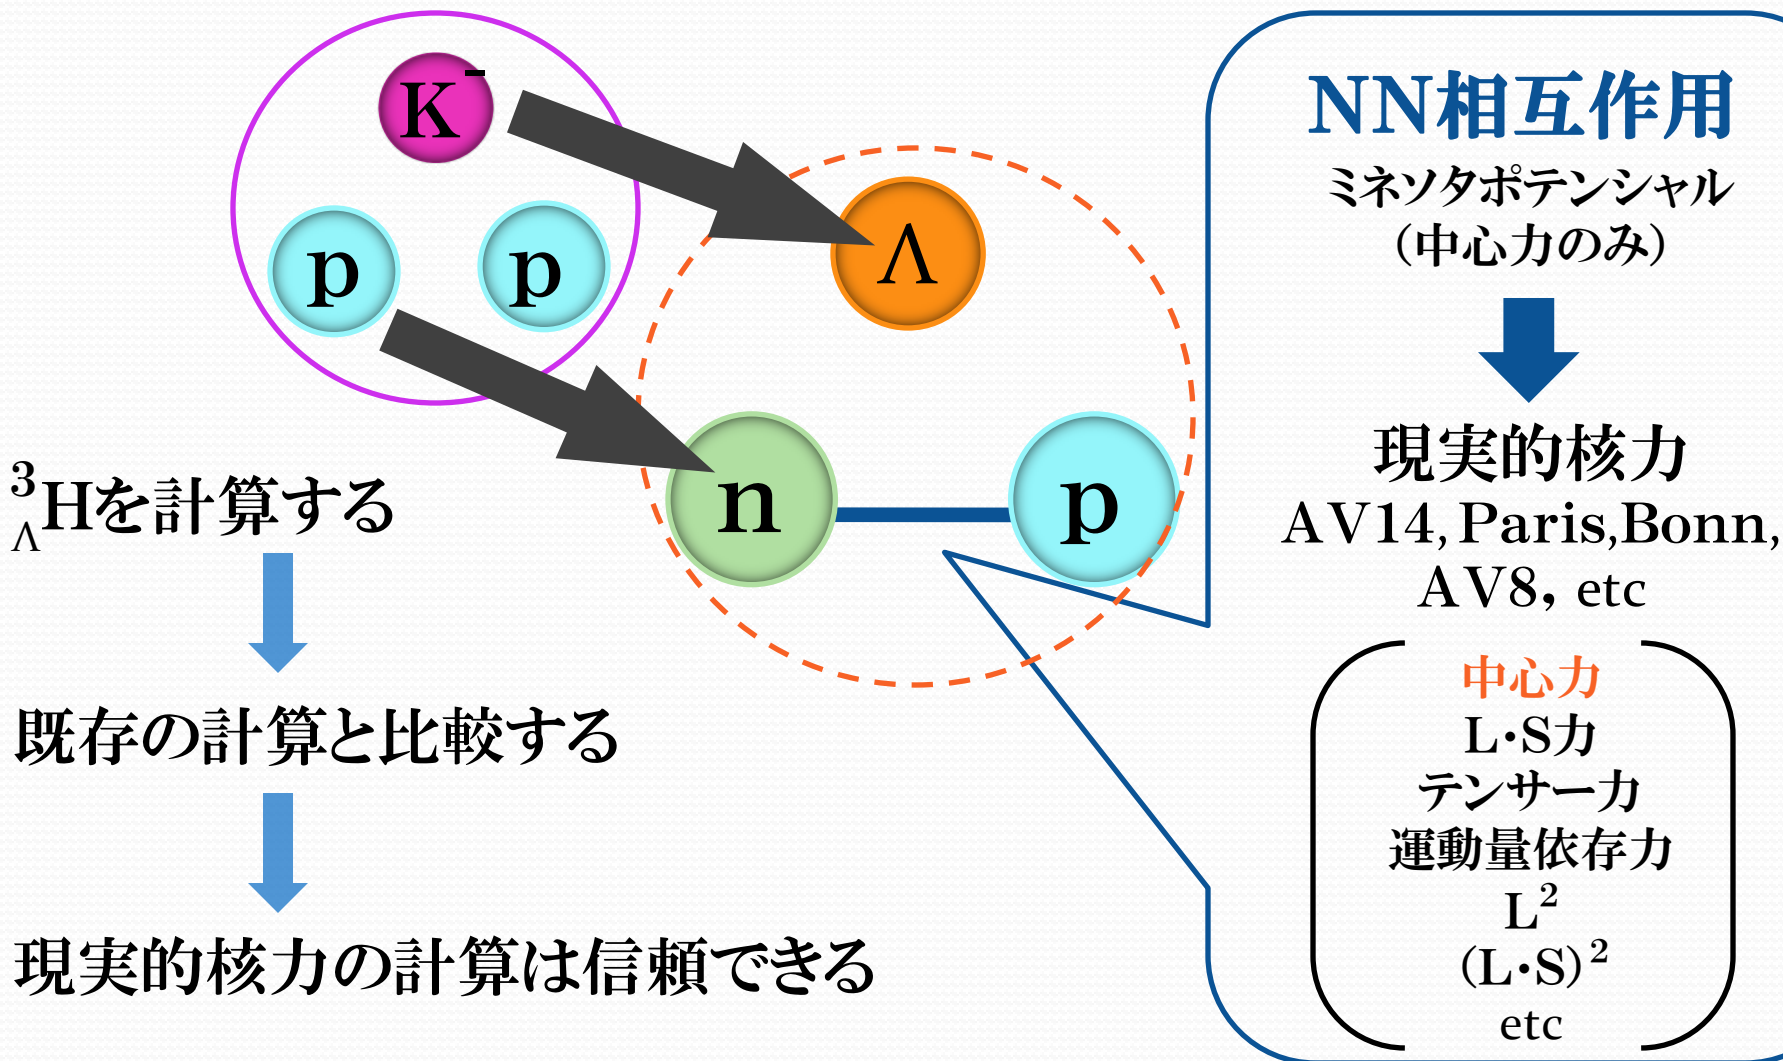 K⁻
p
p
Λ
n
p
³ΛHを計算する
既存の計算と比較する
現実的核力の計算は信頼できる
NN相互作用
ミネソタポテンシャル
(中心力のみ)
現実的核力
AV14, Paris,Bonn,
AV8, etc
中心力
L・S力
テンサー力
運動量依存力
L²
(L・S)²
etc